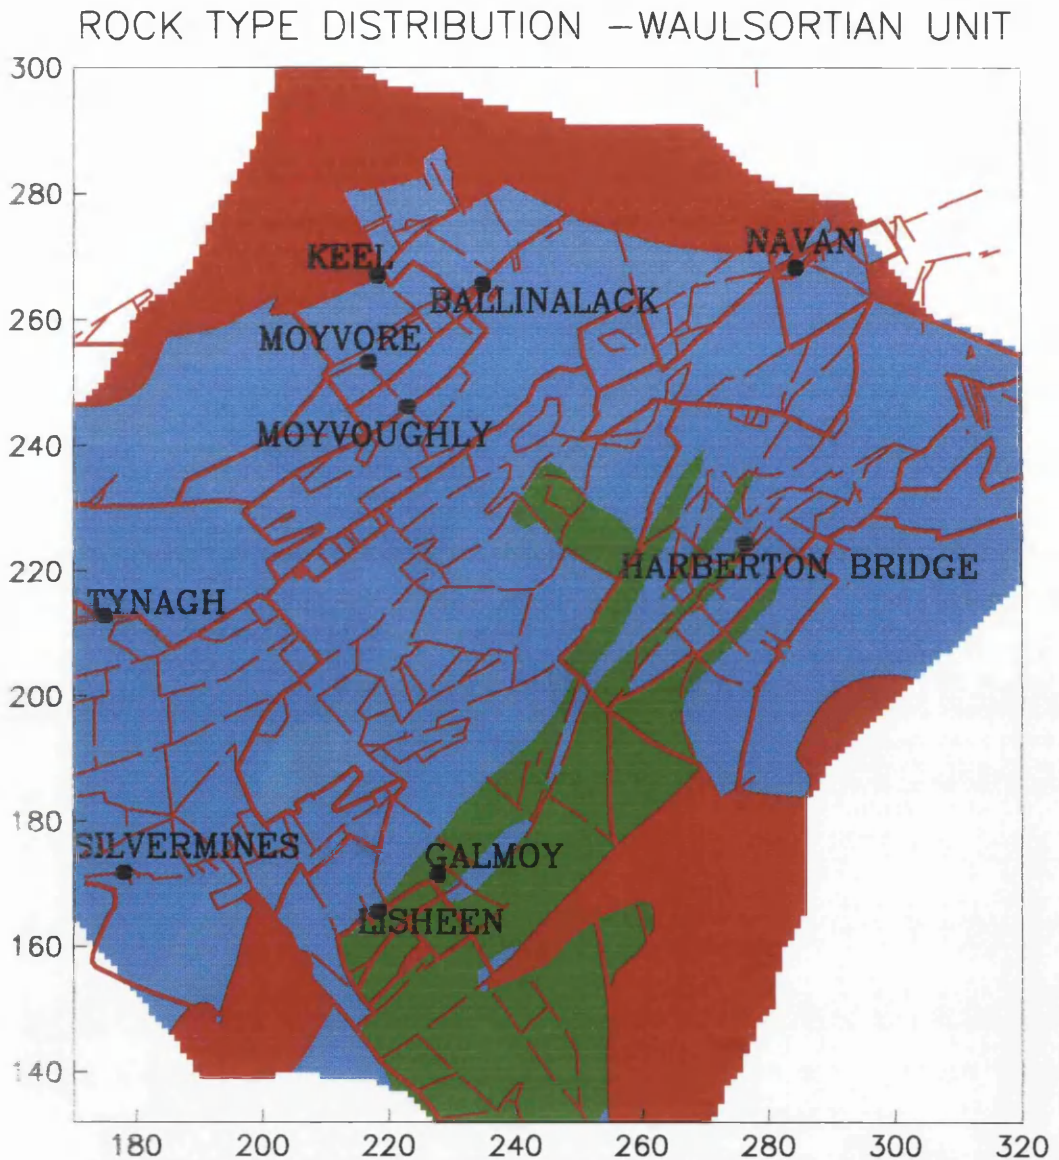 ROCK TYPE DISTRIBUTION -WAULSORTIAN UNIT
300
280
NAVAN
KEEL
BALLINALACK
260
MOYVORE
MOYVOUGHLY
240
220
HARBERTON BRIDGE
TYNAGH
200
180
SILVERMINES
GALMOY
LISHEEN
160
140
180 200 220 240 260 280 300 320